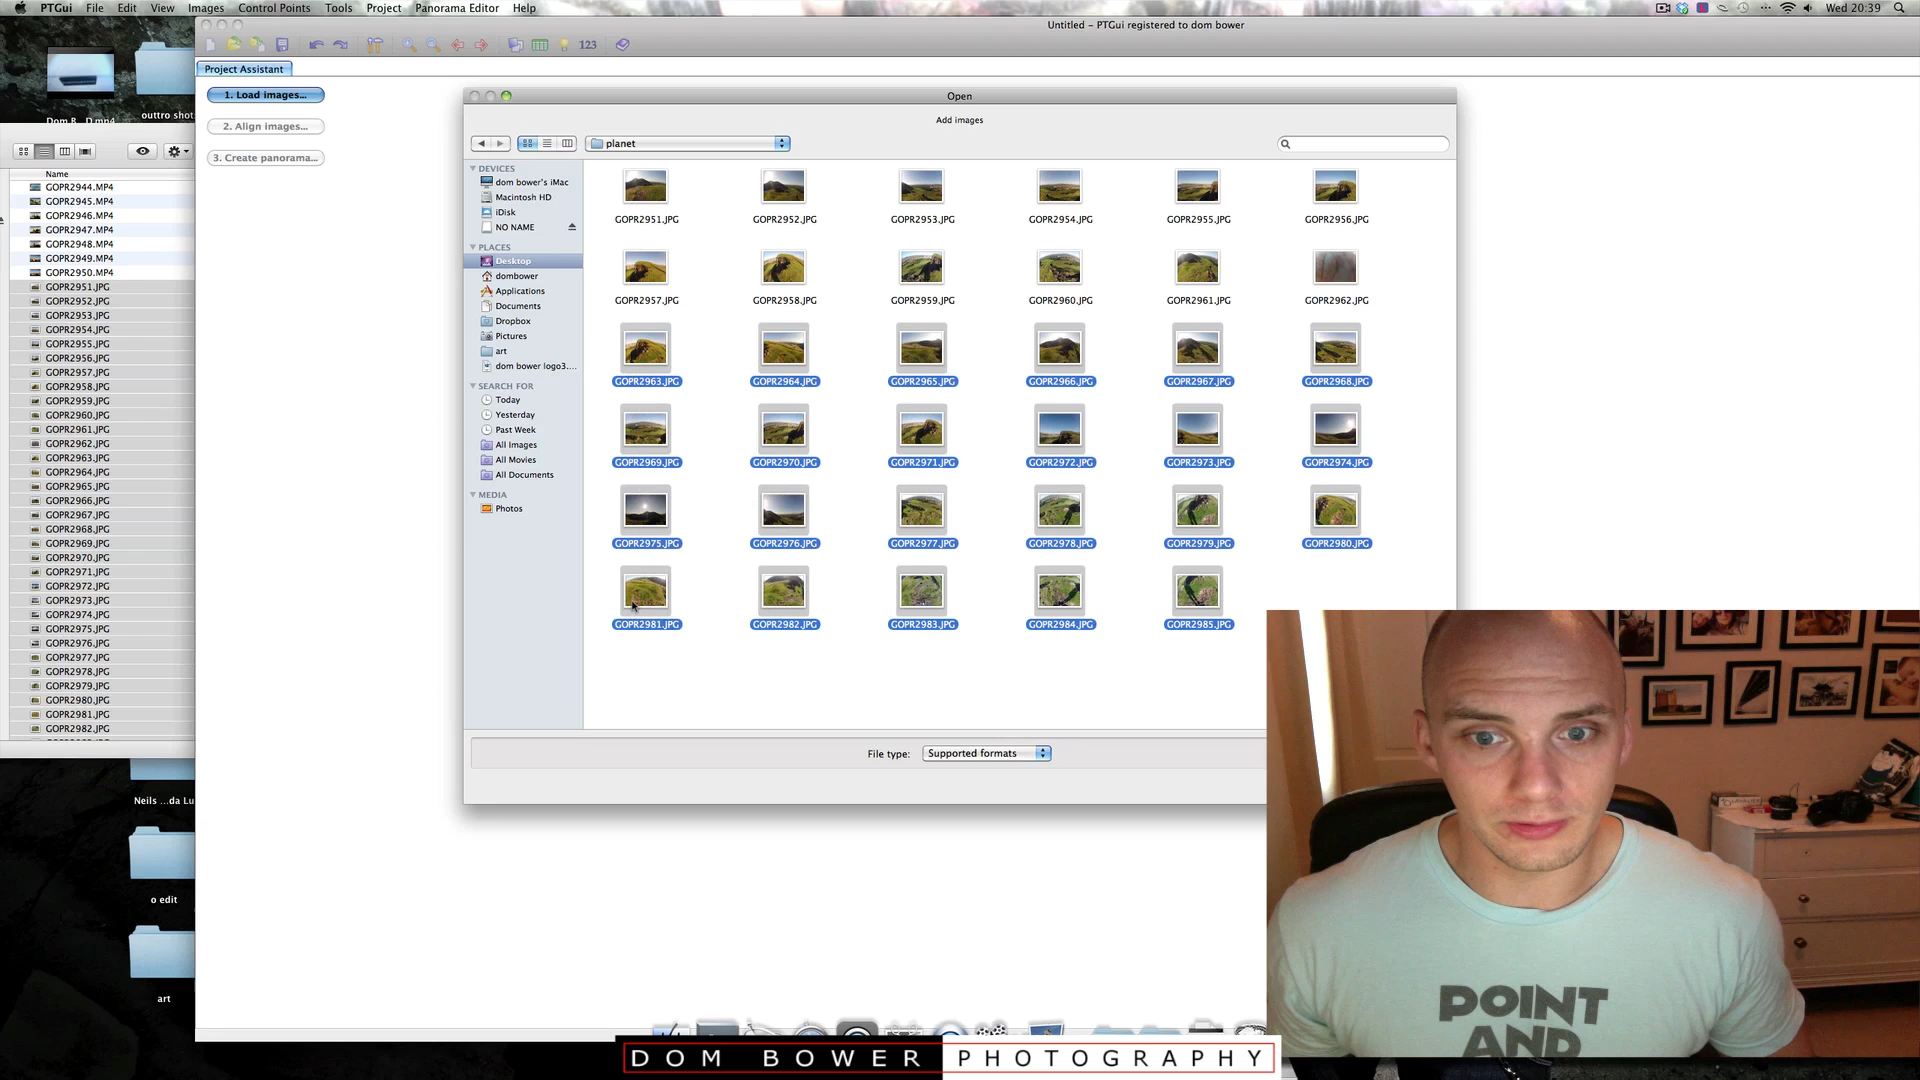 PTGui File Edit View Images Control Points Tools Project Panorama Editor Help Wed 20:39
Untitled – PTGui registered to dom bower
123
Project Assistant
1. Load images...
2. Align images...
3. Create panorama...
outtro shot
Name
GOPR2944.MP4
GOPR2945.MP4
GOPR2946.MP4
GOPR2947.MP4
GOPR2948.MP4
GOPR2949.MP4
GOPR2950.MP4
GOPR2951.JPG
GOPR2952.JPG
GOPR2953.JPG
GOPR2954.JPG
GOPR2955.JPG
GOPR2956.JPG
GOPR2957.JPG
GOPR2958.JPG
GOPR2959.JPG
GOPR2960.JPG
GOPR2961.JPG
GOPR2962.JPG
GOPR2963.JPG
GOPR2964.JPG
GOPR2965.JPG
GOPR2966.JPG
GOPR2967.JPG
GOPR2968.JPG
GOPR2969.JPG
GOPR2970.JPG
GOPR2971.JPG
GOPR2972.JPG
GOPR2973.JPG
GOPR2974.JPG
GOPR2975.JPG
GOPR2976.JPG
GOPR2977.JPG
GOPR2978.JPG
GOPR2979.JPG
GOPR2980.JPG
GOPR2981.JPG
GOPR2982.JPG
Neils ...da Lu
o edit
art
Open
Add images
planet
DEVICES
dom bower's iMac
Macintosh HD
iDisk
NO NAME
PLACES
Desktop
dombower
Applications
Documents
Dropbox
Pictures
art
dom bower logo3....
SEARCH FOR
Today
Yesterday
Past Week
All Images
All Movies
All Documents
MEDIA
Photos
GOPR2951.JPG GOPR2952.JPG GOPR2953.JPG GOPR2954.JPG GOPR2955.JPG GOPR2956.JPG
GOPR2957.JPG GOPR2958.JPG GOPR2959.JPG GOPR2960.JPG GOPR2961.JPG GOPR2962.JPG
GOPR2963.JPG GOPR2964.JPG GOPR2965.JPG GOPR2966.JPG GOPR2967.JPG GOPR2968.JPG
GOPR2969.JPG GOPR2970.JPG GOPR2971.JPG GOPR2972.JPG GOPR2973.JPG GOPR2974.JPG
GOPR2975.JPG GOPR2976.JPG GOPR2977.JPG GOPR2978.JPG GOPR2979.JPG GOPR2980.JPG
GOPR2981.JPG GOPR2982.JPG GOPR2983.JPG GOPR2984.JPG GOPR2985.JPG
File type: Supported formats
POINT
AND
DOM BOWER PHOTOGRAPHY